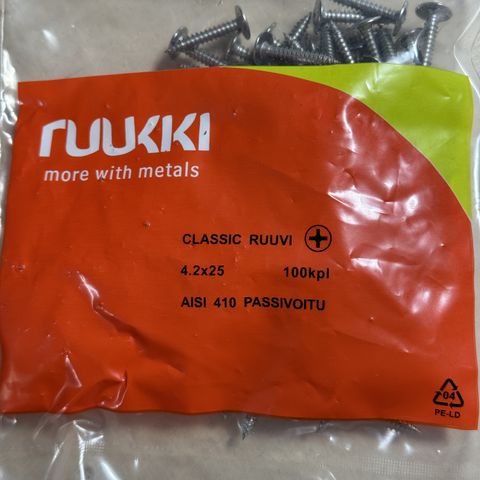 ruukki
more with metals
CLASSIC RUUVI
4.2x25 100kpl
AISI 410 PASSIVOITU
04
PE-LD